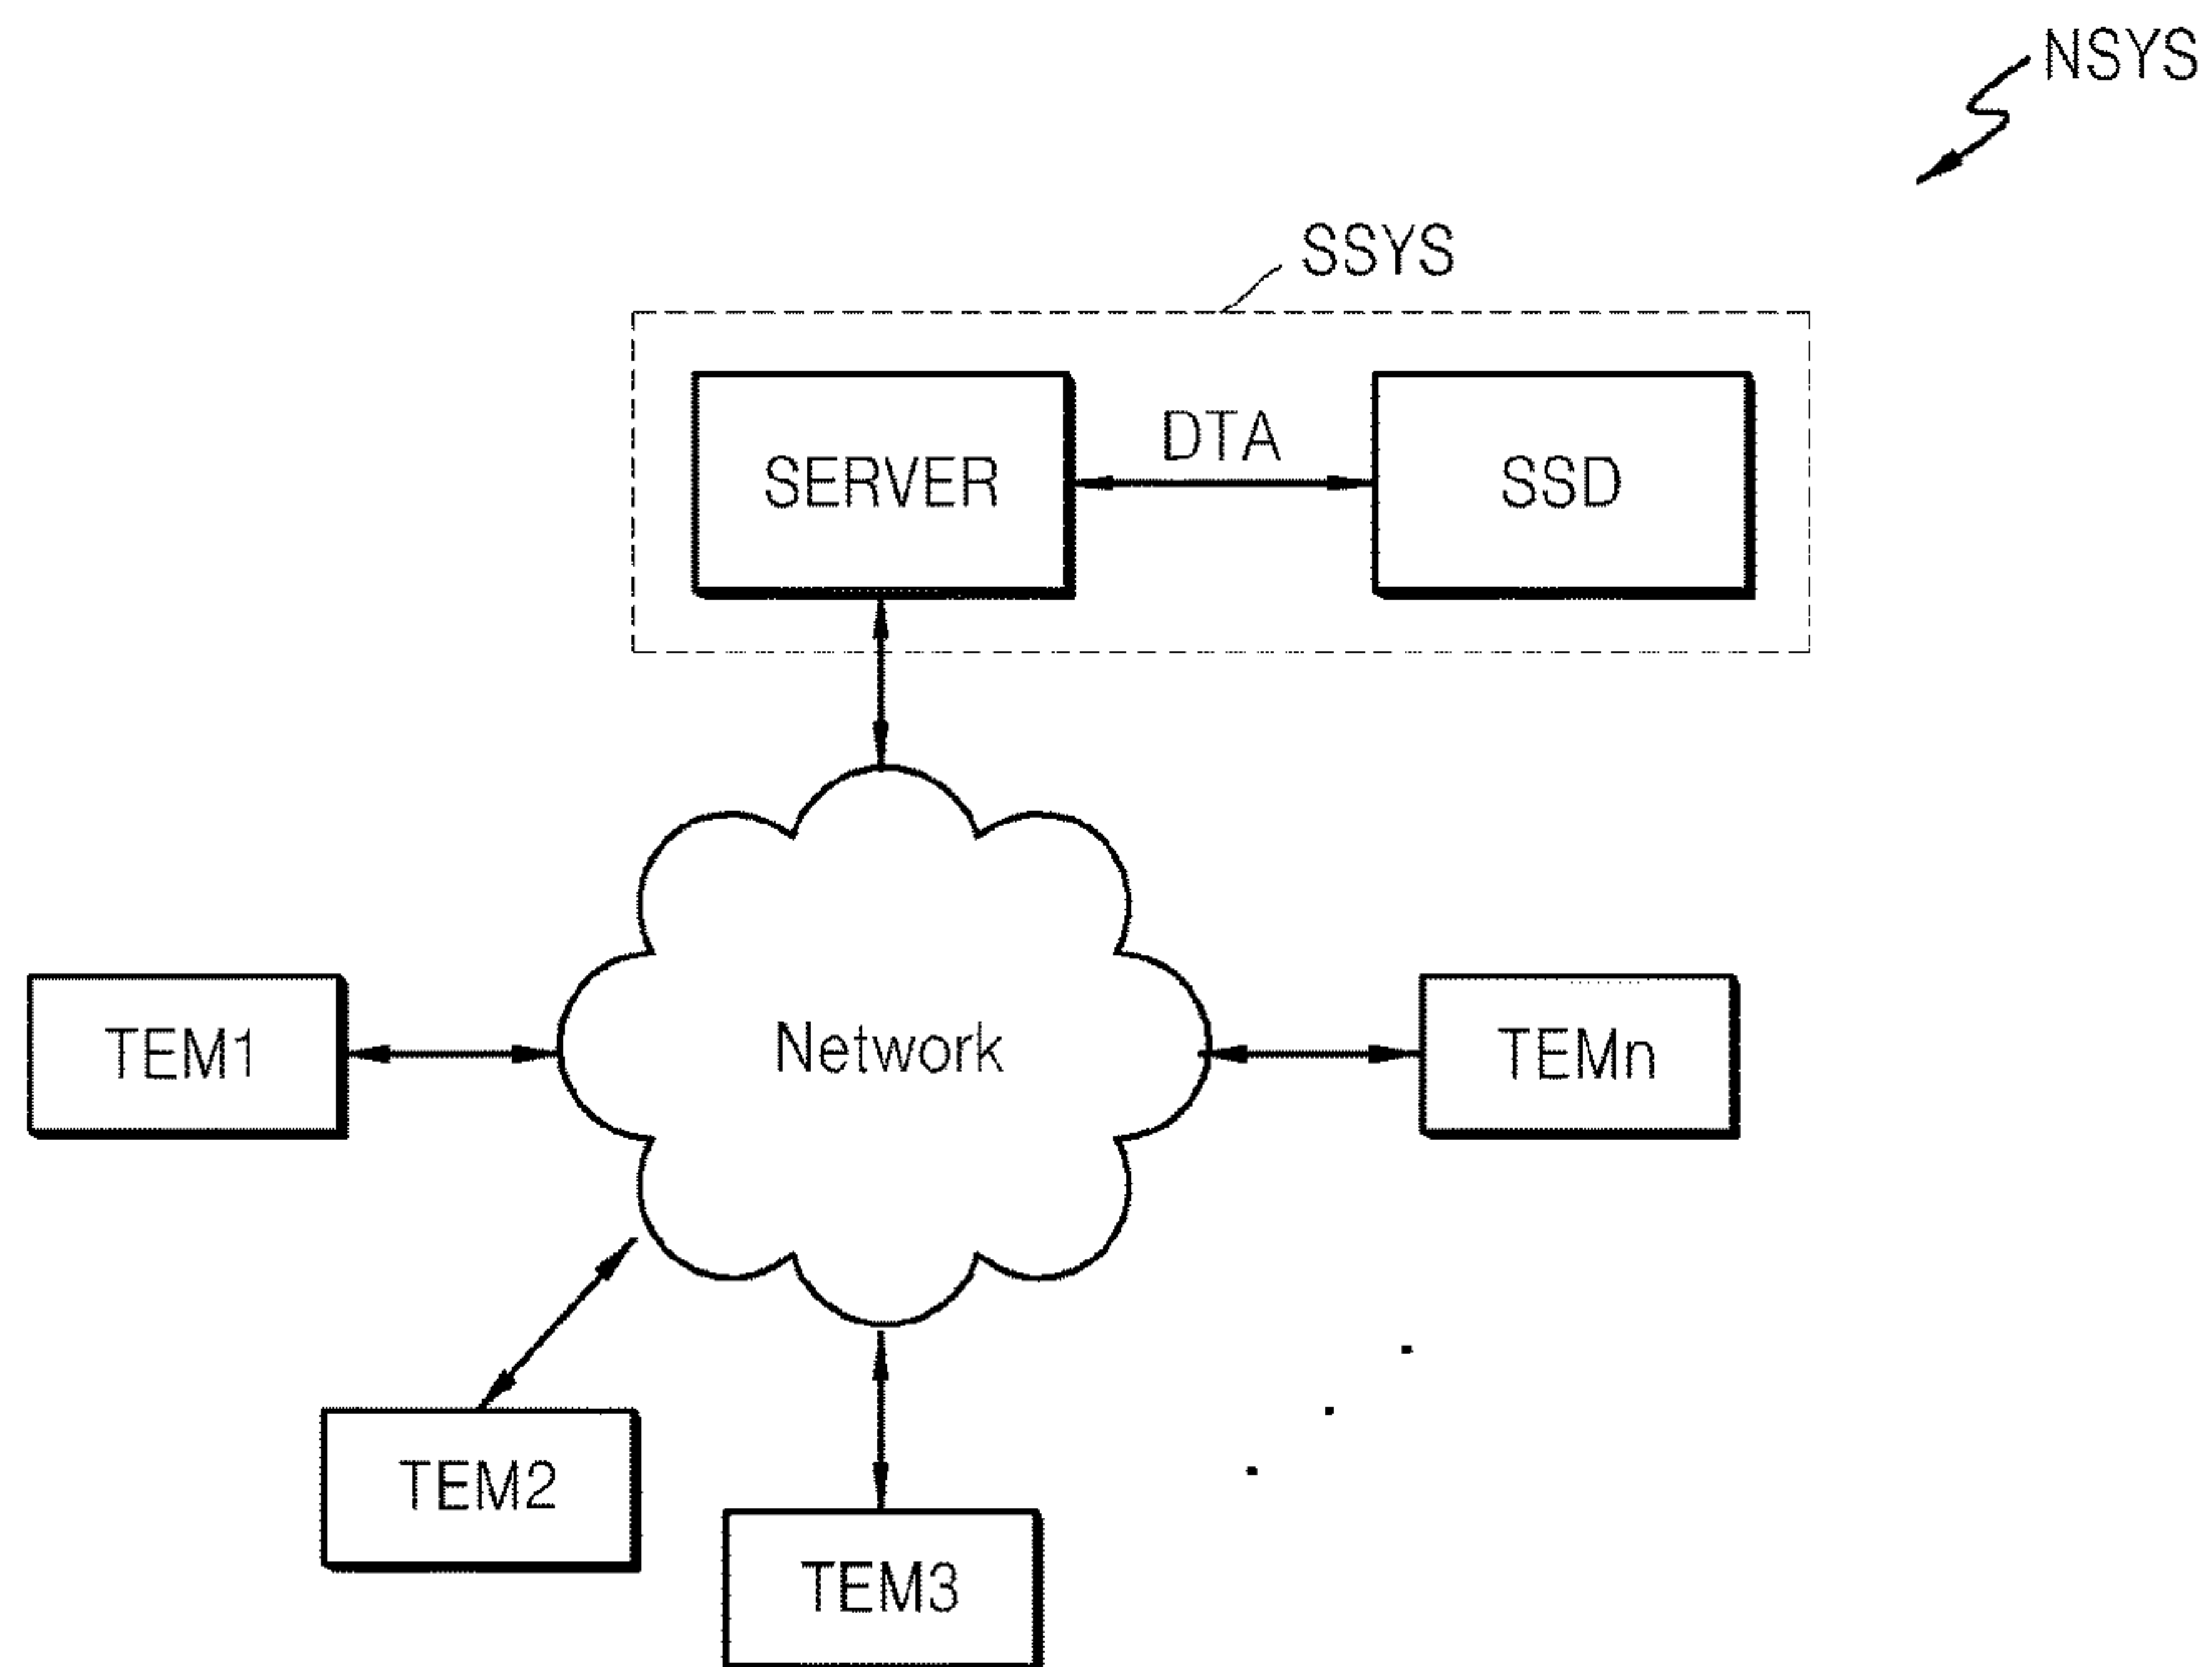 NSYS
SSYS
DTA
SERVER
SSD
Network
TEM1
TEMn
TEM2
TEM3